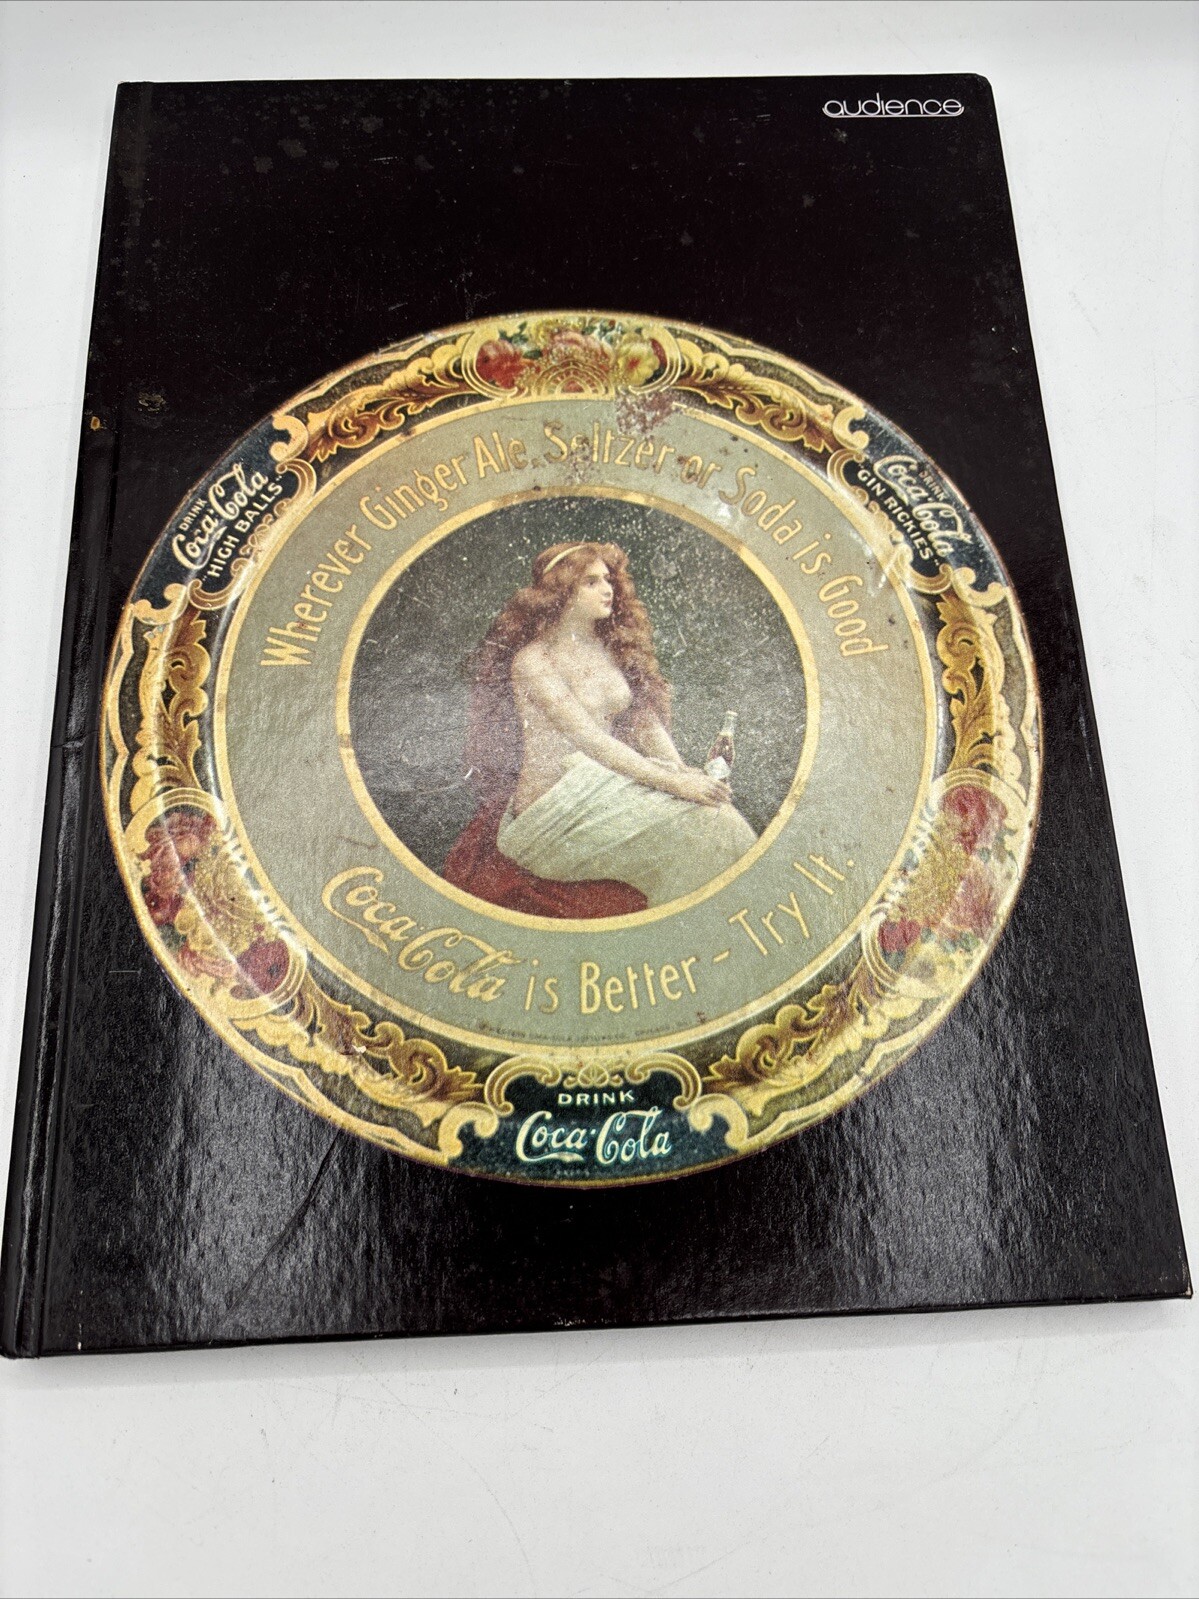 audience
Wherever Ginger Ale, Seltzer or Soda is Good
Coca-Cola is Better - Try It.
DRINK
Coca-Cola
"HIGH BALLS"
DRINK
Coca-Cola
"GIN RICKIES"
DRINK
Coca-Cola